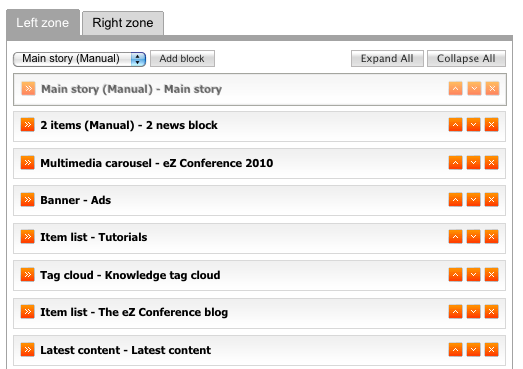 Left zone
Right zone
Main story (Manual)
Add block
Expand All
Collapse All
Main story (Manual) - Main story
2 items (Manual) - 2 news block
Multimedia carousel - eZ Conference 2010
Banner - Ads
Item list - Tutorials
Tag cloud - Knowledge tag cloud
Item list - The eZ Conference blog
Latest content - Latest content